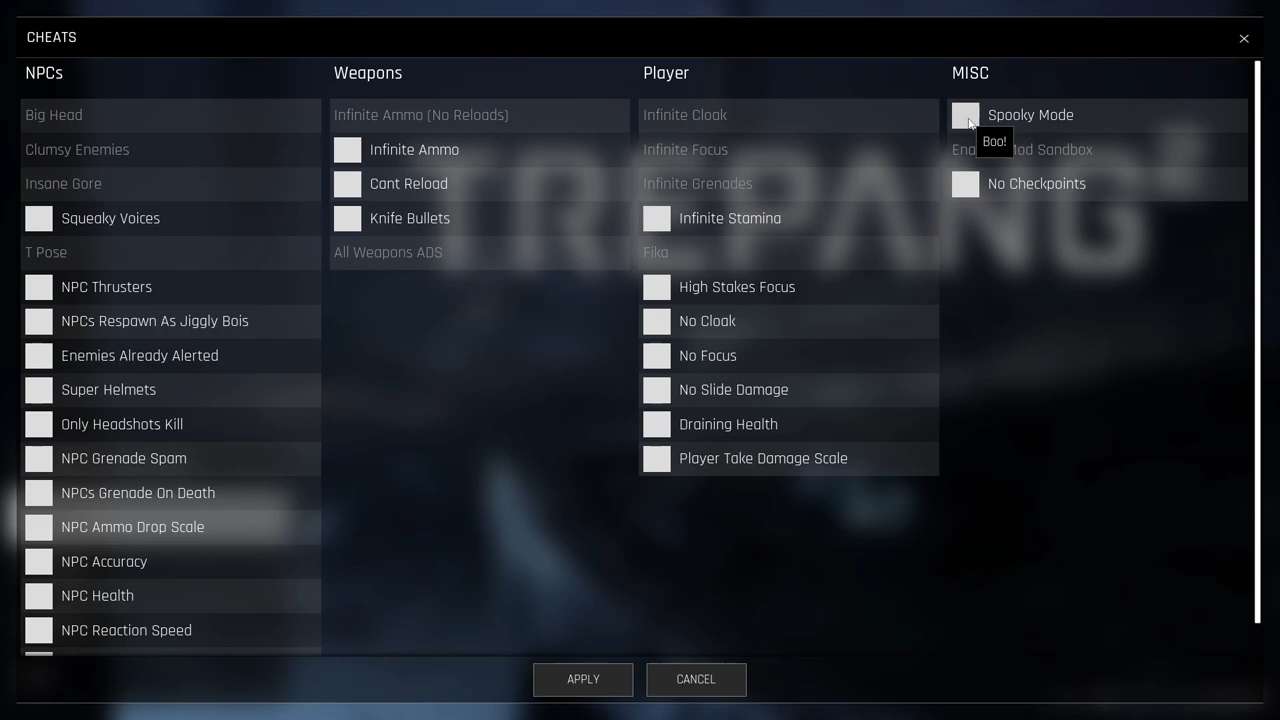 CHEATS
NPCs
Big Head
Clumsy Enemies
Insane Gore
Squeaky Voices
T Pose
NPC Thrusters
NPCs Respawn As Jiggly Bois
Enemies Already Alerted
Super Helmets
Only Headshots Kill
NPC Grenade Spam
NPCs Grenade On Death
NPC Ammo Drop Scale
NPC Accuracy
NPC Health
NPC Reaction Speed
Weapons
Infinite Ammo (No Reloads)
Infinite Ammo
Cant Reload
Knife Bullets
All Weapons ADS
Player
Infinite Cloak
Infinite Focus
Infinite Grenades
Infinite Stamina
Fika
High Stakes Focus
No Cloak
No Focus
No Slide Damage
Draining Health
Player Take Damage Scale
MISC
Spooky Mode
Boo!
Mod Sandbox
No Checkpoints
TREPANG²
APPLY
CANCEL